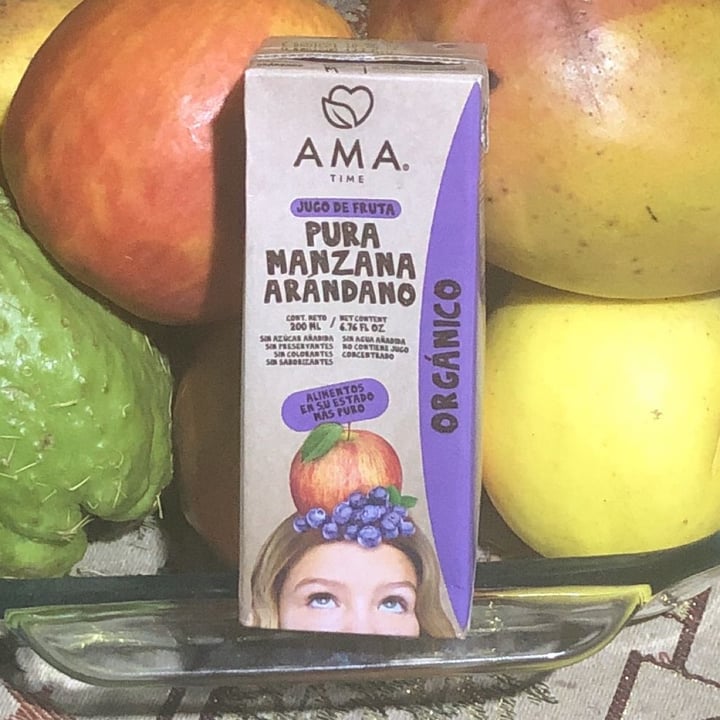 AMA
TIME
JUGO DE FRUTA
PURA
MANZANA
ARANDANO
CONT. NETO / NET CONTENT
200 ML / 6.76 FL OZ
SIN AZÚCAR AÑADIDA
SIN PRESERVANTES
SIN COLORANTES
SIN SABORIZANTES
SIN AGUA AÑADIDA
NO CONTIENE JUGO
CONCENTRADO
ORGÁNICO
ALIMENTOS
EN SU ESTADO
MÁS PURO